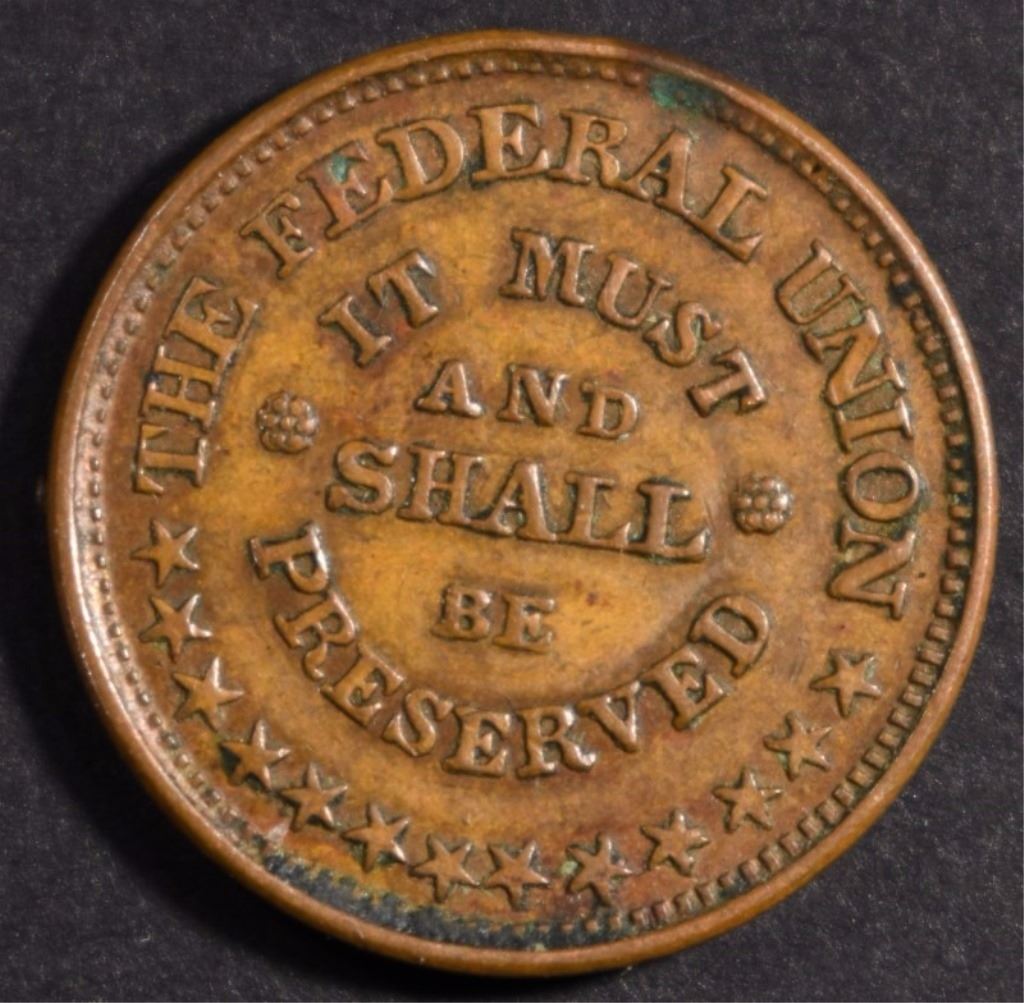 THE FEDERAL UNION
IT MUST
AND
SHALL
BE
PRESERVED